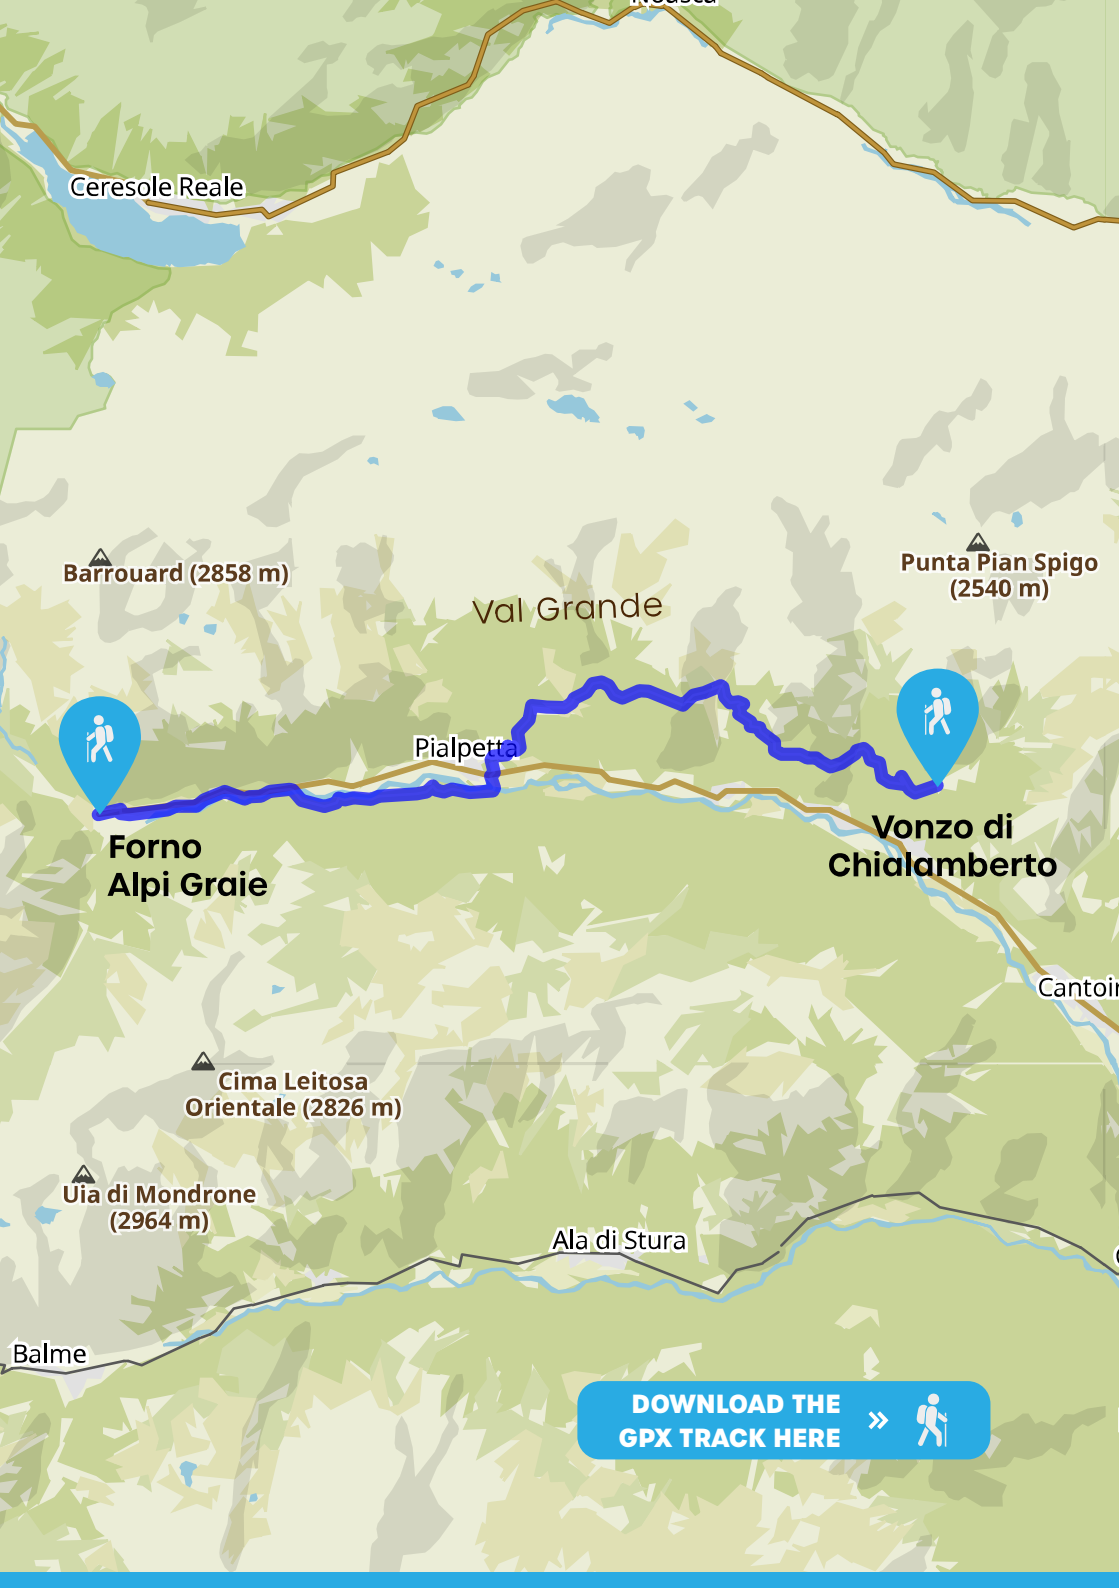 Ceresole Reale
Barrouard (2858 m)
Punta Pian Spigo
(2540 m)
Val Grande
Pialpetta
Forno
Alpi Graie
Vonzo di
Chialamberto
Cima Leitosa
Orientale (2826 m)
Uia di Mondrone
(2964 m)
Ala di Stura
Balme
DOWNLOAD THE
GPX TRACK HERE »